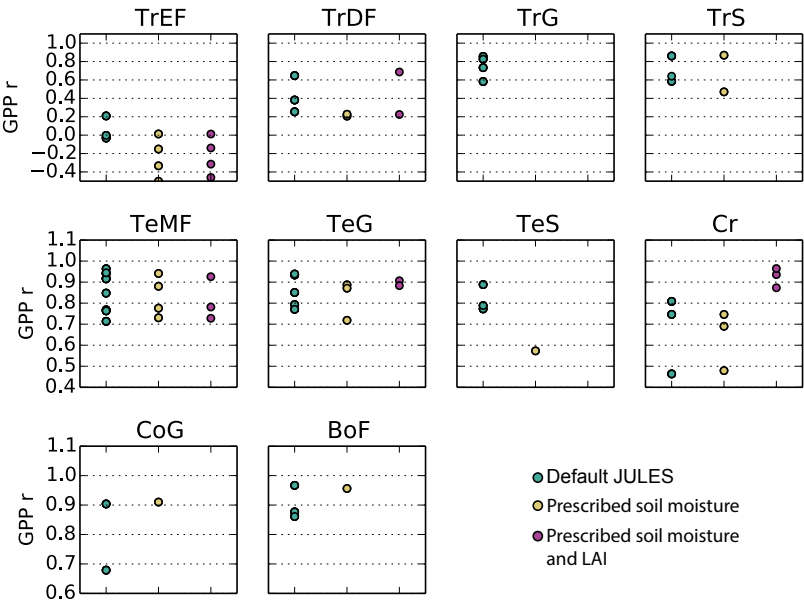 TrEF TrDF TrG TrS
GPP r
1.0
0.8
0.6
0.4
0.2
0.0
−0.2
−0.4
TeMF TeG TeS Cr
GPP r
1.1
1.0
0.9
0.8
0.7
0.6
0.5
0.4
CoG BoF
GPP r
1.1
1.0
0.9
0.8
0.7
0.6
Default JULES
Prescribed soil moisture
Prescribed soil moisture
and LAI